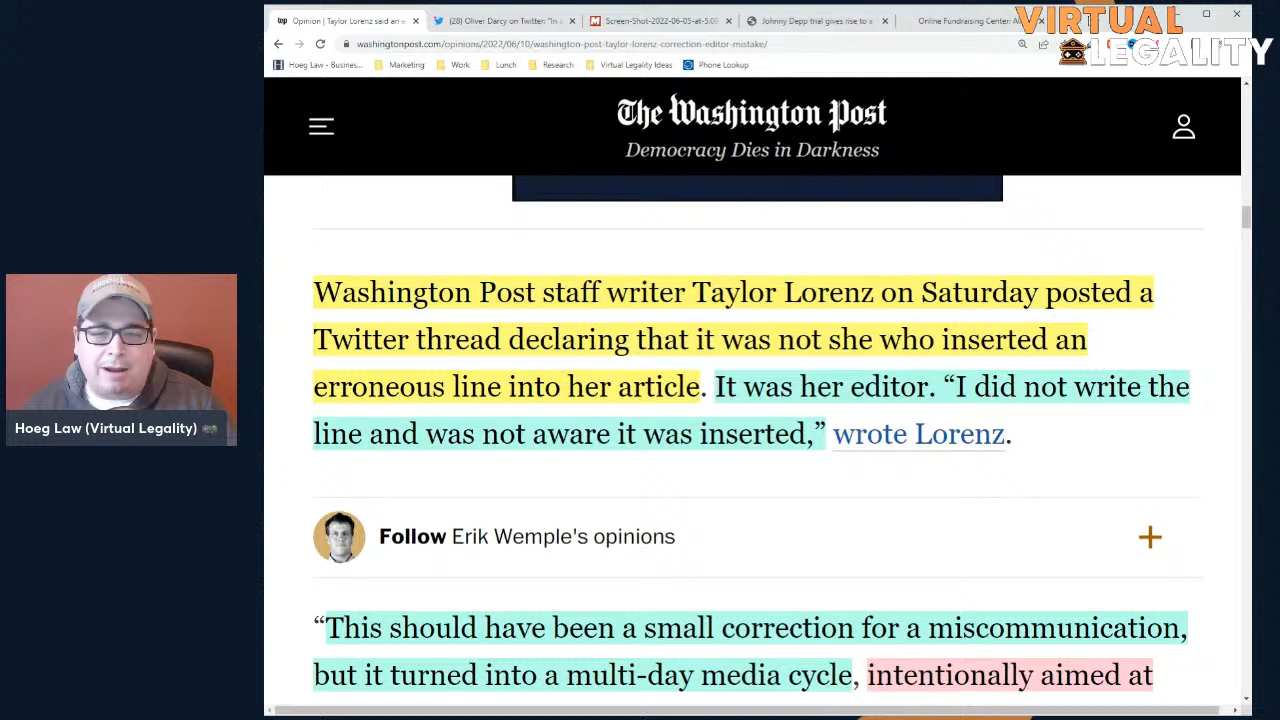 Opinion | Taylor Lorenz said an e
(28) Oliver Darcy on Twitter: "In a
Screen-Shot-2022-06-05-at-5.09
Johnny Depp trial gives rise to a
Online Fundraising Center:
VIRTUAL
LEGALITY
washingtonpost.com/opinions/2022/06/10/washington-post-taylor-lorenz-correction-editor-mistake/
Hoeg Law - Busines...
Marketing
Work
Lunch
Research
Virtual Legality Ideas
Phone Lookup
The Washington Post
Democracy Dies in Darkness
Washington Post staff writer Taylor Lorenz on Saturday posted a
Twitter thread declaring that it was not she who inserted an
erroneous line into her article. It was her editor. “I did not write the
line and was not aware it was inserted,” wrote Lorenz.
Hoeg Law (Virtual Legality)
Follow Erik Wemple's opinions
“This should have been a small correction for a miscommunication,
but it turned into a multi-day media cycle, intentionally aimed at